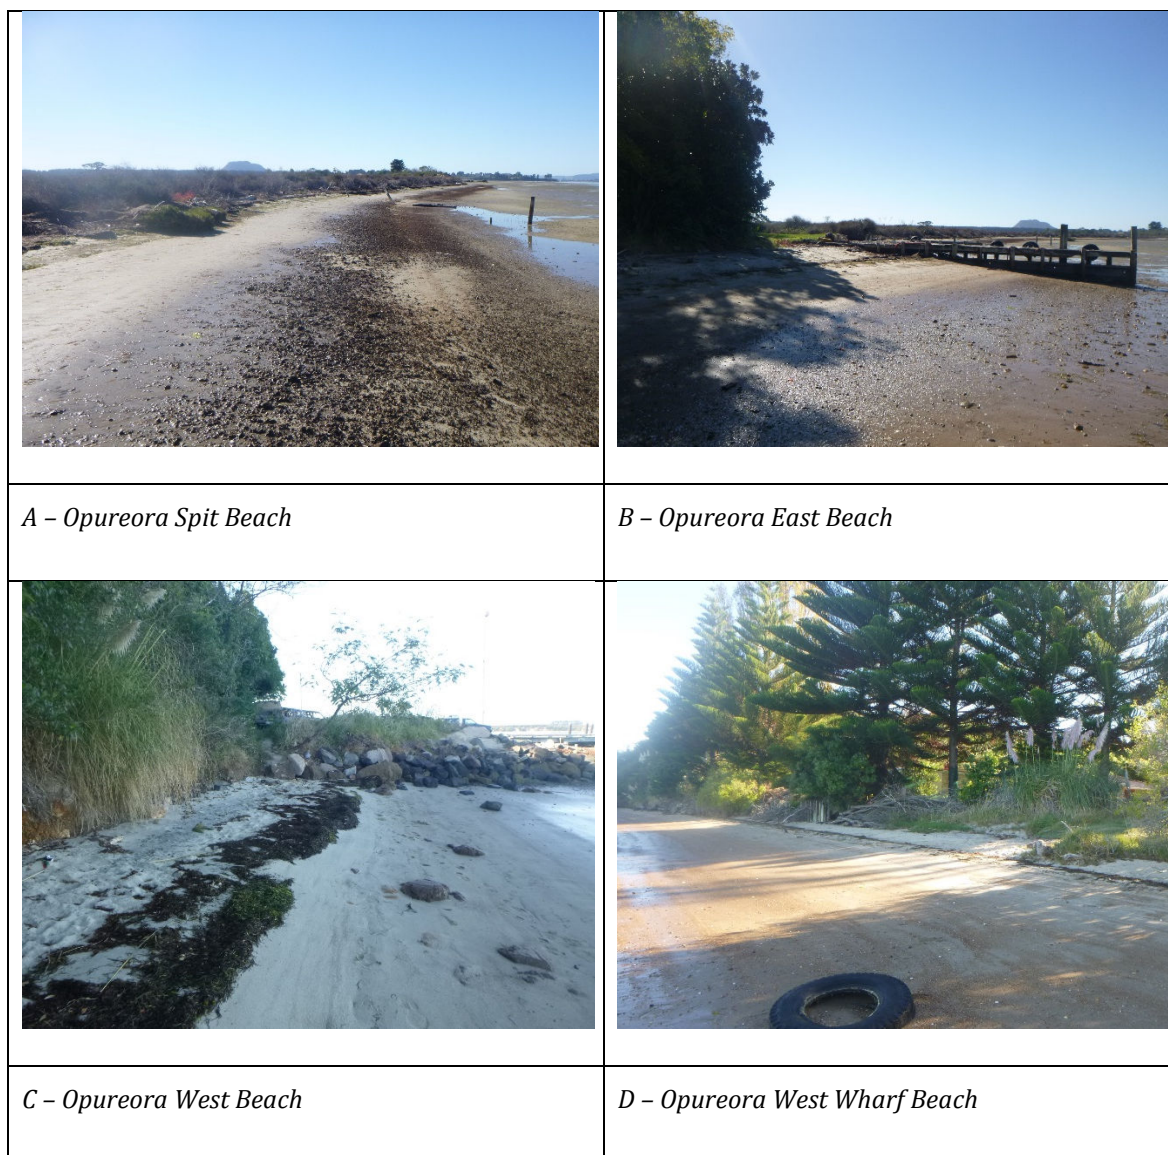 A – Opureora Spit Beach
B – Opureora East Beach
C – Opureora West Beach
D – Opureora West Wharf Beach